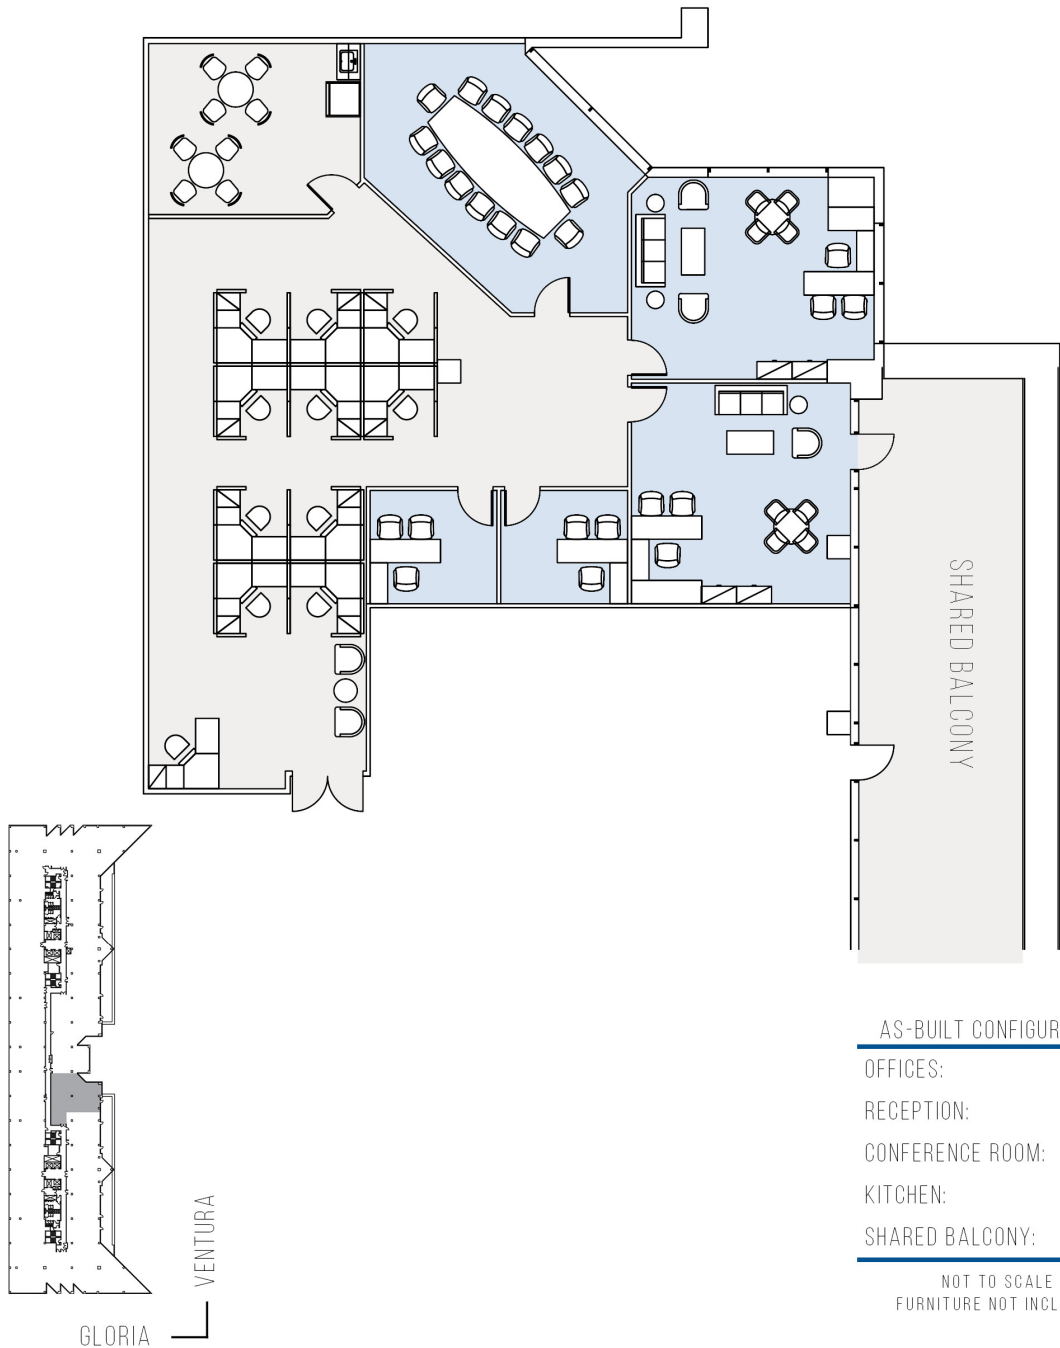 SHARED BALCONY
AS-BUILT CONFIGUR
OFFICES:
RECEPTION:
CONFERENCE ROOM:
KITCHEN:
SHARED BALCONY:
NOT TO SCALE
FURNITURE NOT INCL
VENTURA
GLORIA